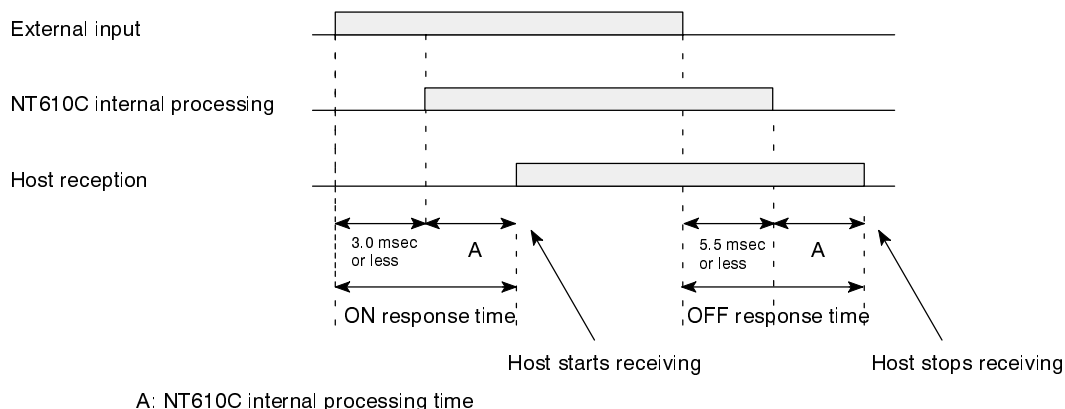 External input
NT610C internal processing
Host reception
3.0 msec
or less
A
5.5 msec
or less
A
ON response time
OFF response time
Host starts receiving
Host stops receiving
A: NT610C internal processing time